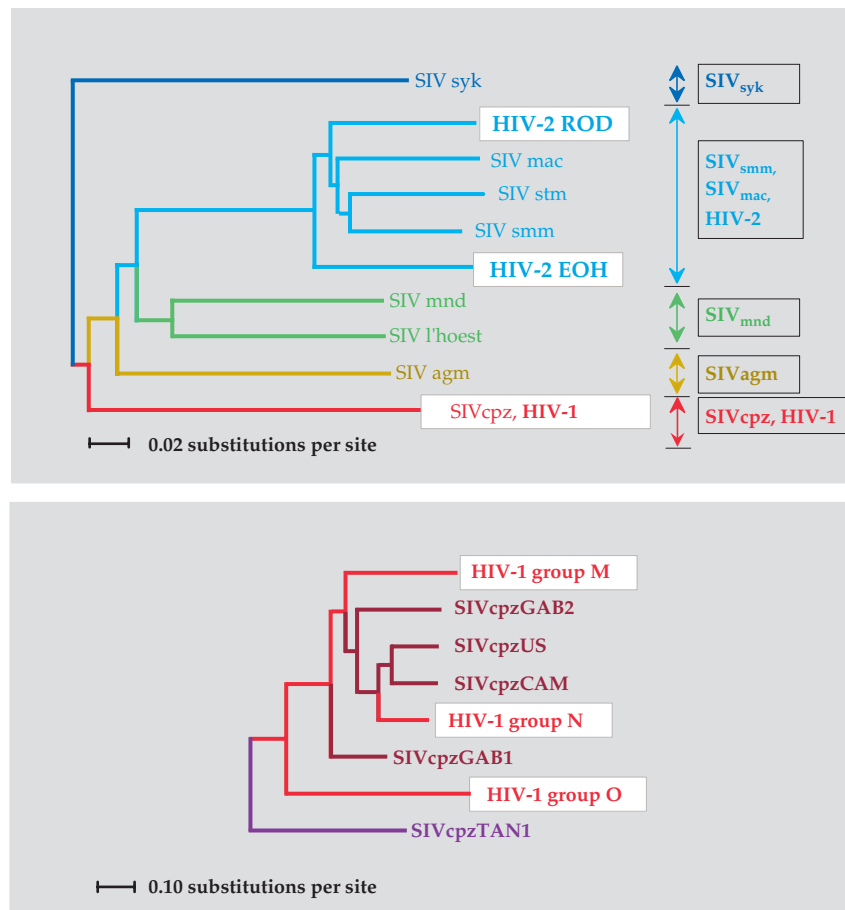 SIV syk
SIVsyk
HIV-2 ROD
SIV mac
SIV stm
SIV smm
HIV-2 EOH
SIVsmm,
SIVmac,
HIV-2
SIV mnd
SIV l'hoest
SIVmnd
SIV agm
SIVagm
SIVcpz, HIV-1
SIVcpz, HIV-1
0.02 substitutions per site
HIV-1 group M
SIVcpzGAB2
SIVcpzUS
SIVcpzCAM
HIV-1 group N
SIVcpzGAB1
HIV-1 group O
SIVcpzTAN1
0.10 substitutions per site